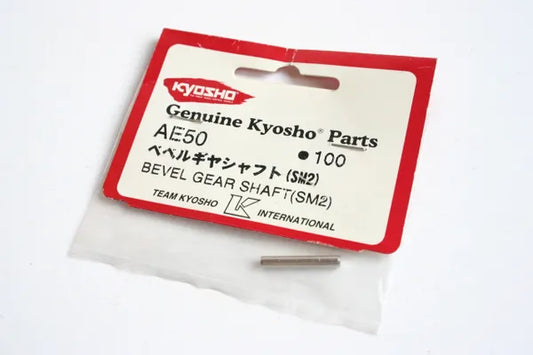 KYOSHO
Genuine Kyosho® Parts
AE50 ●100
ベベルギヤシャフト(SM2)
BEVEL GEAR SHAFT(SM2)
TEAM KYOSHO K INTERNATIONAL